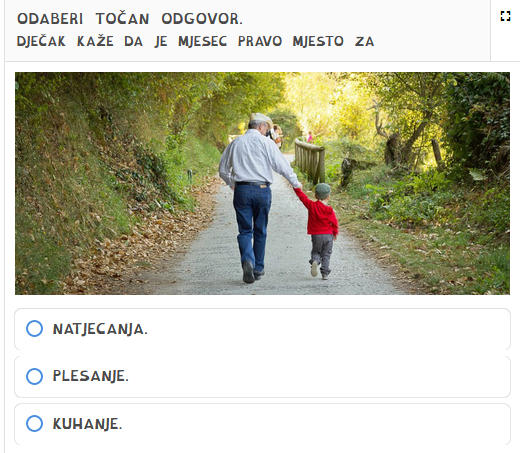 ODABERI TOČAN ODGOVOR.
DJEČAK KAŽE DA JE MJESEC PRAVO MJESTO ZA
NATJECANJA.
PLESANJE.
KUHANJE.